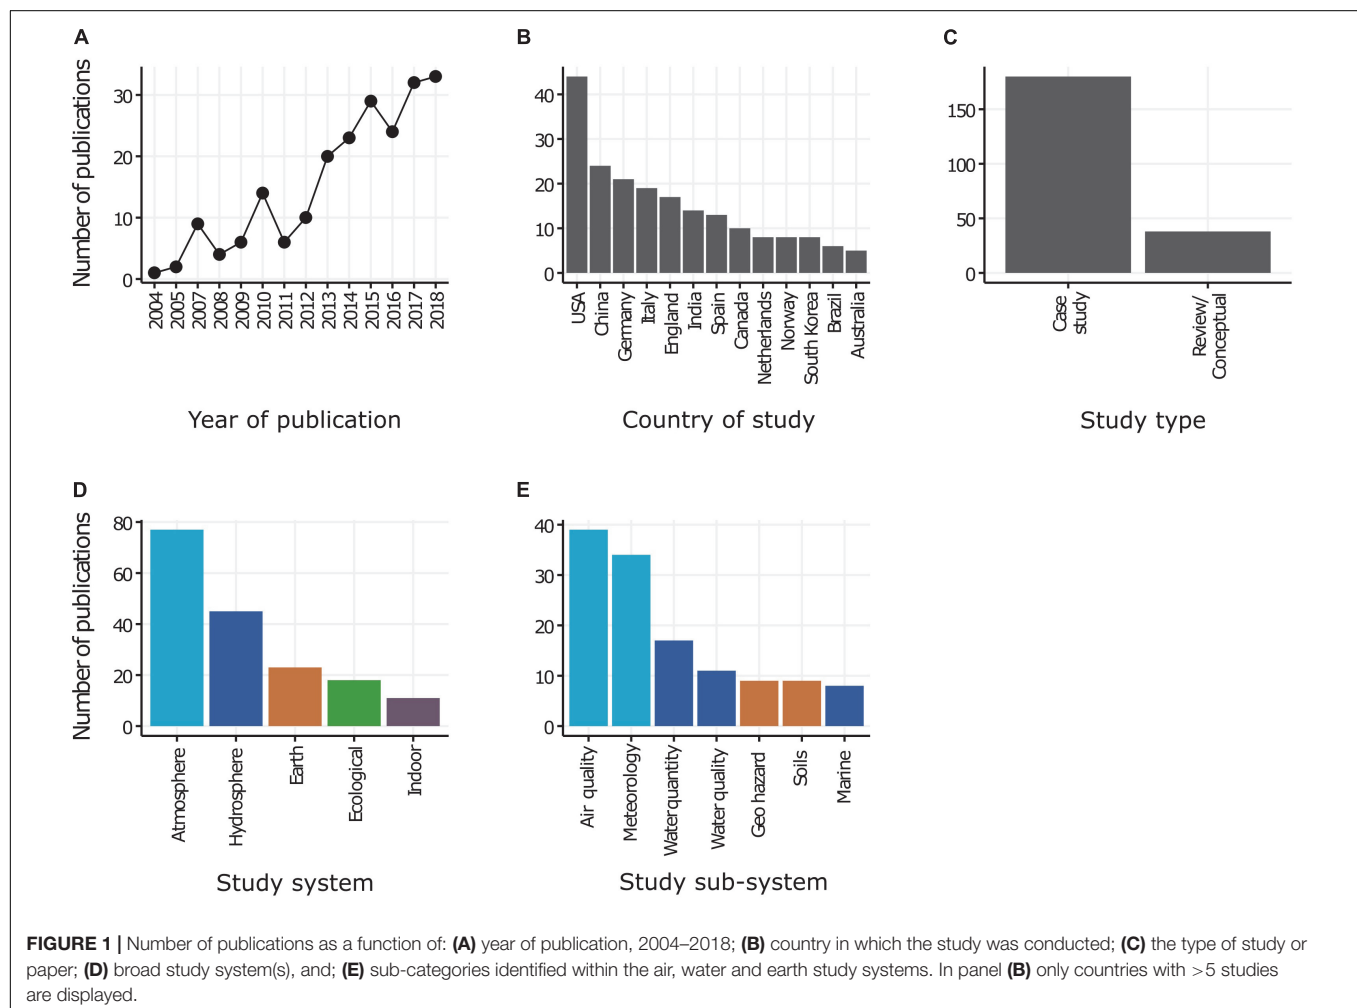 A
Number of publications
30
20
10
0
2004
2005
2007
2008
2009
2010
2011
2012
2013
2014
2015
2016
2017
2018
Year of publication
B
40
30
20
10
0
USA
China
Germany
Italy
England
India
Spain
Canada
Netherlands
Norway
South Korea
Brazil
Australia
Country of study
C
150
100
50
0
Case
study
Review/
Conceptual
Study type
D
Number of publications
80
60
40
20
0
Atmosphere
Hydrosphere
Earth
Ecological
Indoor
Study system
E
40
30
20
10
0
Air quality
Meteorology
Water quantity
Water quality
Geo hazard
Soils
Marine
Study sub-system
FIGURE 1 | Number of publications as a function of: (A) year of publication, 2004–2018; (B) country in which the study was conducted; (C) the type of study or
paper; (D) broad study system(s), and; (E) sub-categories identified within the air, water and earth study systems. In panel (B) only countries with >5 studies
are displayed.